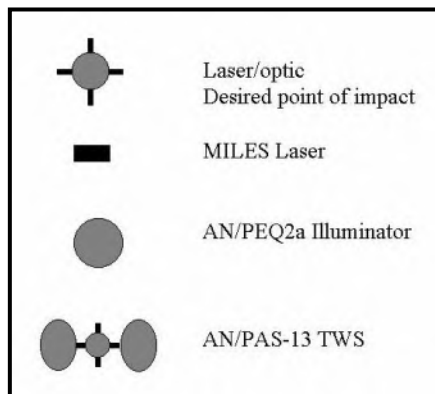 Laser/optic
Desired point of impact
MILES Laser
AN/PEQ2a Illuminator
AN/PAS-13 TWS